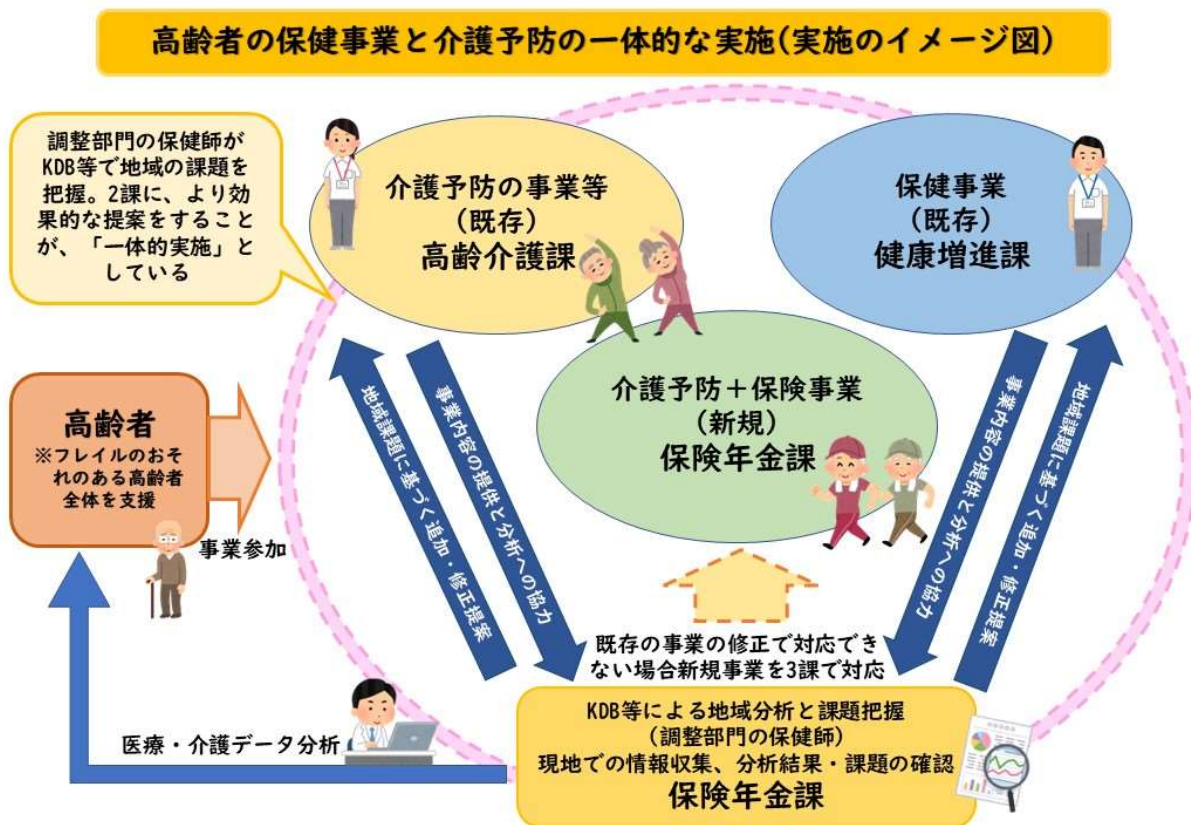 高齢者の保健事業と介護予防の一体的な実施(実施のイメージ図)
調整部門の保健師が
KDB等で地域の課題を
把握。2課に、より効
果的な提案をすることが、「一体的実施」と
している
介護予防の事業等
(既存)
高齢介護課
保健事業
(既存)
健康増進課
介護予防＋保険事業
(新規)
保険年金課
高齢者
※フレイルのおそ
れのある高齢者
全体を支援
事業参加
地域課題に基づく追加・修正提案
事業内容の提供と分析への協力
事業内容の提供と分析への協力
地域課題に基づく追加・修正提案
既存の事業の修正で対応でき
ない場合新規事業を3課で対応
KDB等による地域分析と課題把握
(調整部門の保健師)
現地での情報収集、分析結果・課題の確認
保険年金課
医療・介護データ分析